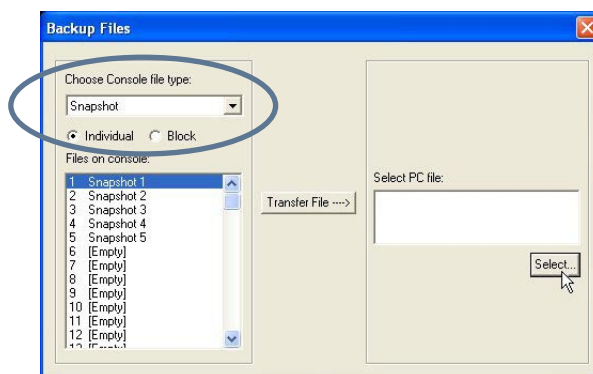 Backup Files
Choose Console file type:
Snapshot
Individual Block
Files on console:
1 Snapshot 1
2 Snapshot 2
3 Snapshot 3
4 Snapshot 4
5 Snapshot 5
6 [Empty]
7 [Empty]
8 [Empty]
9 [Empty]
10 [Empty]
11 [Empty]
12 [Empty]
Transfer File ---->
Select PC file:
Select...